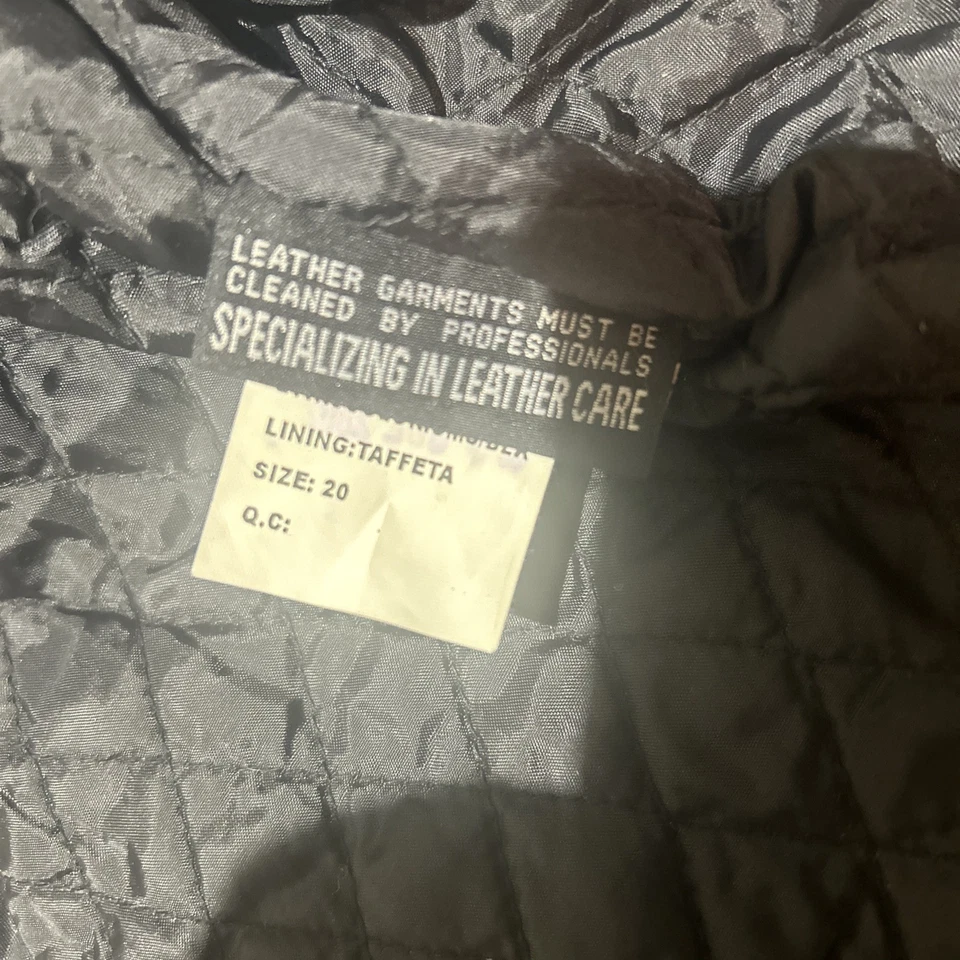 LEATHER GARMENTS MUST BE
CLEANED BY PROFESSIONALS
SPECIALIZING IN LEATHER CARE
LINING:TAFFETA
SIZE: 20
Q.C: